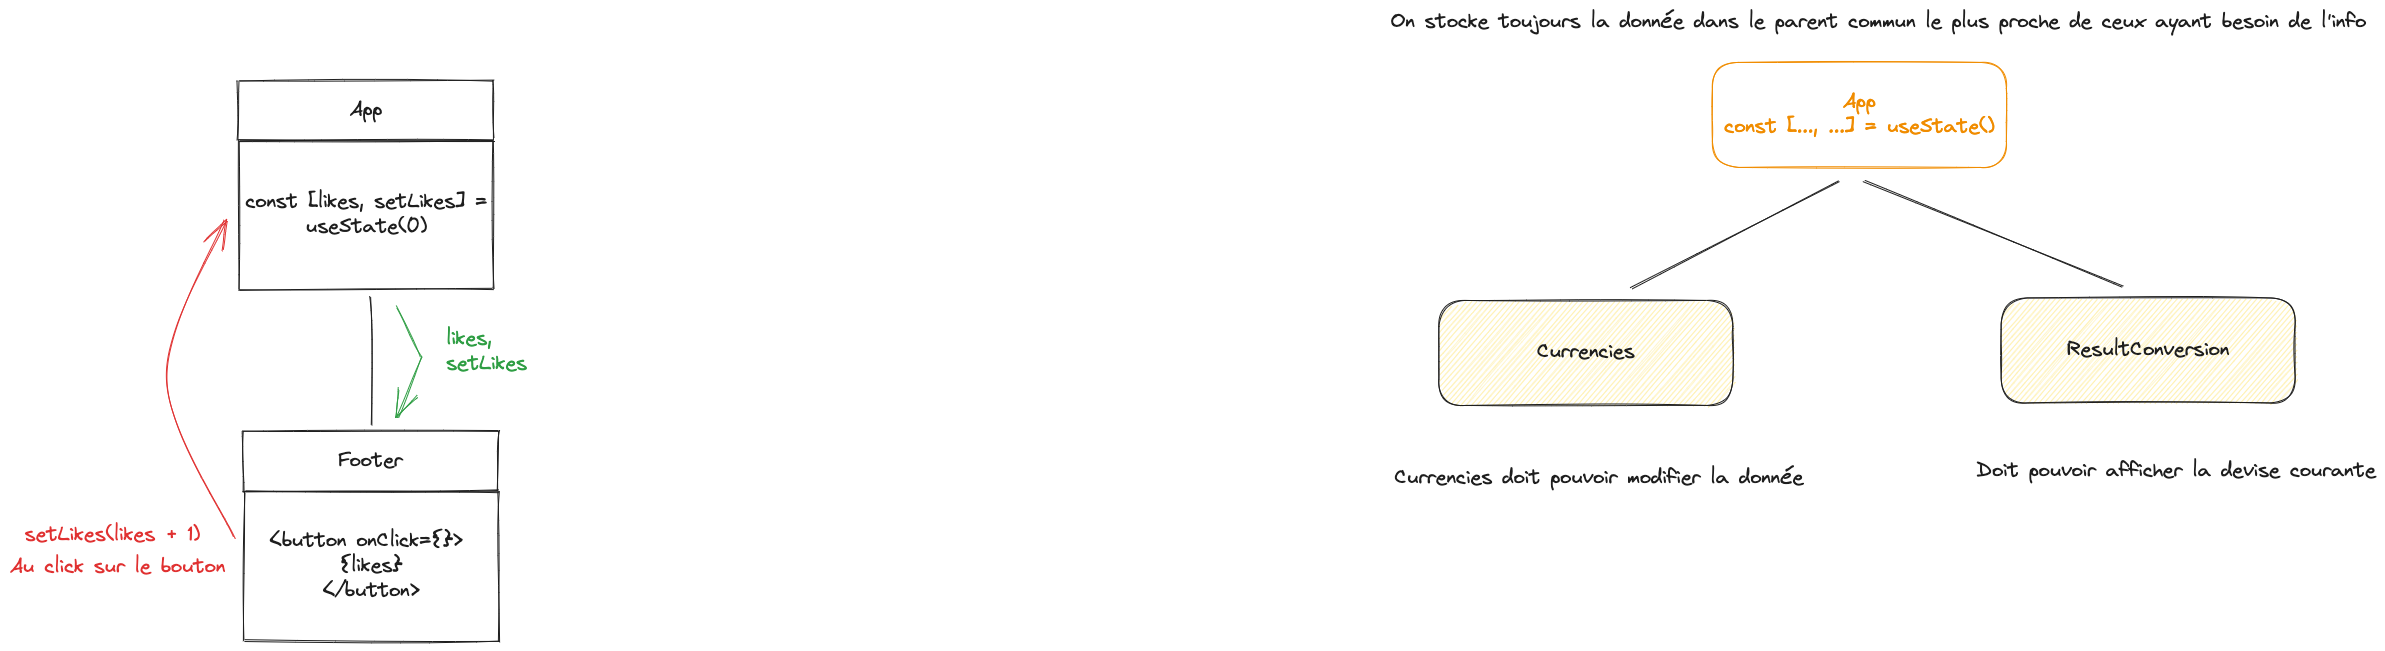 App
const [likes, setLikes] =
useState(0)
likes,
setLikes
Footer
<button onClick={}>
{likes}
</button>
setLikes(likes + 1)
Au click sur le bouton
On stocke toujours la donnée dans le parent commun le plus proche de ceux ayant besoin de l'info
App
const [..., ...] = useState()
Currencies
ResultConversion
Currencies doit pouvoir modifier la donnée
Doit pouvoir afficher la devise courante